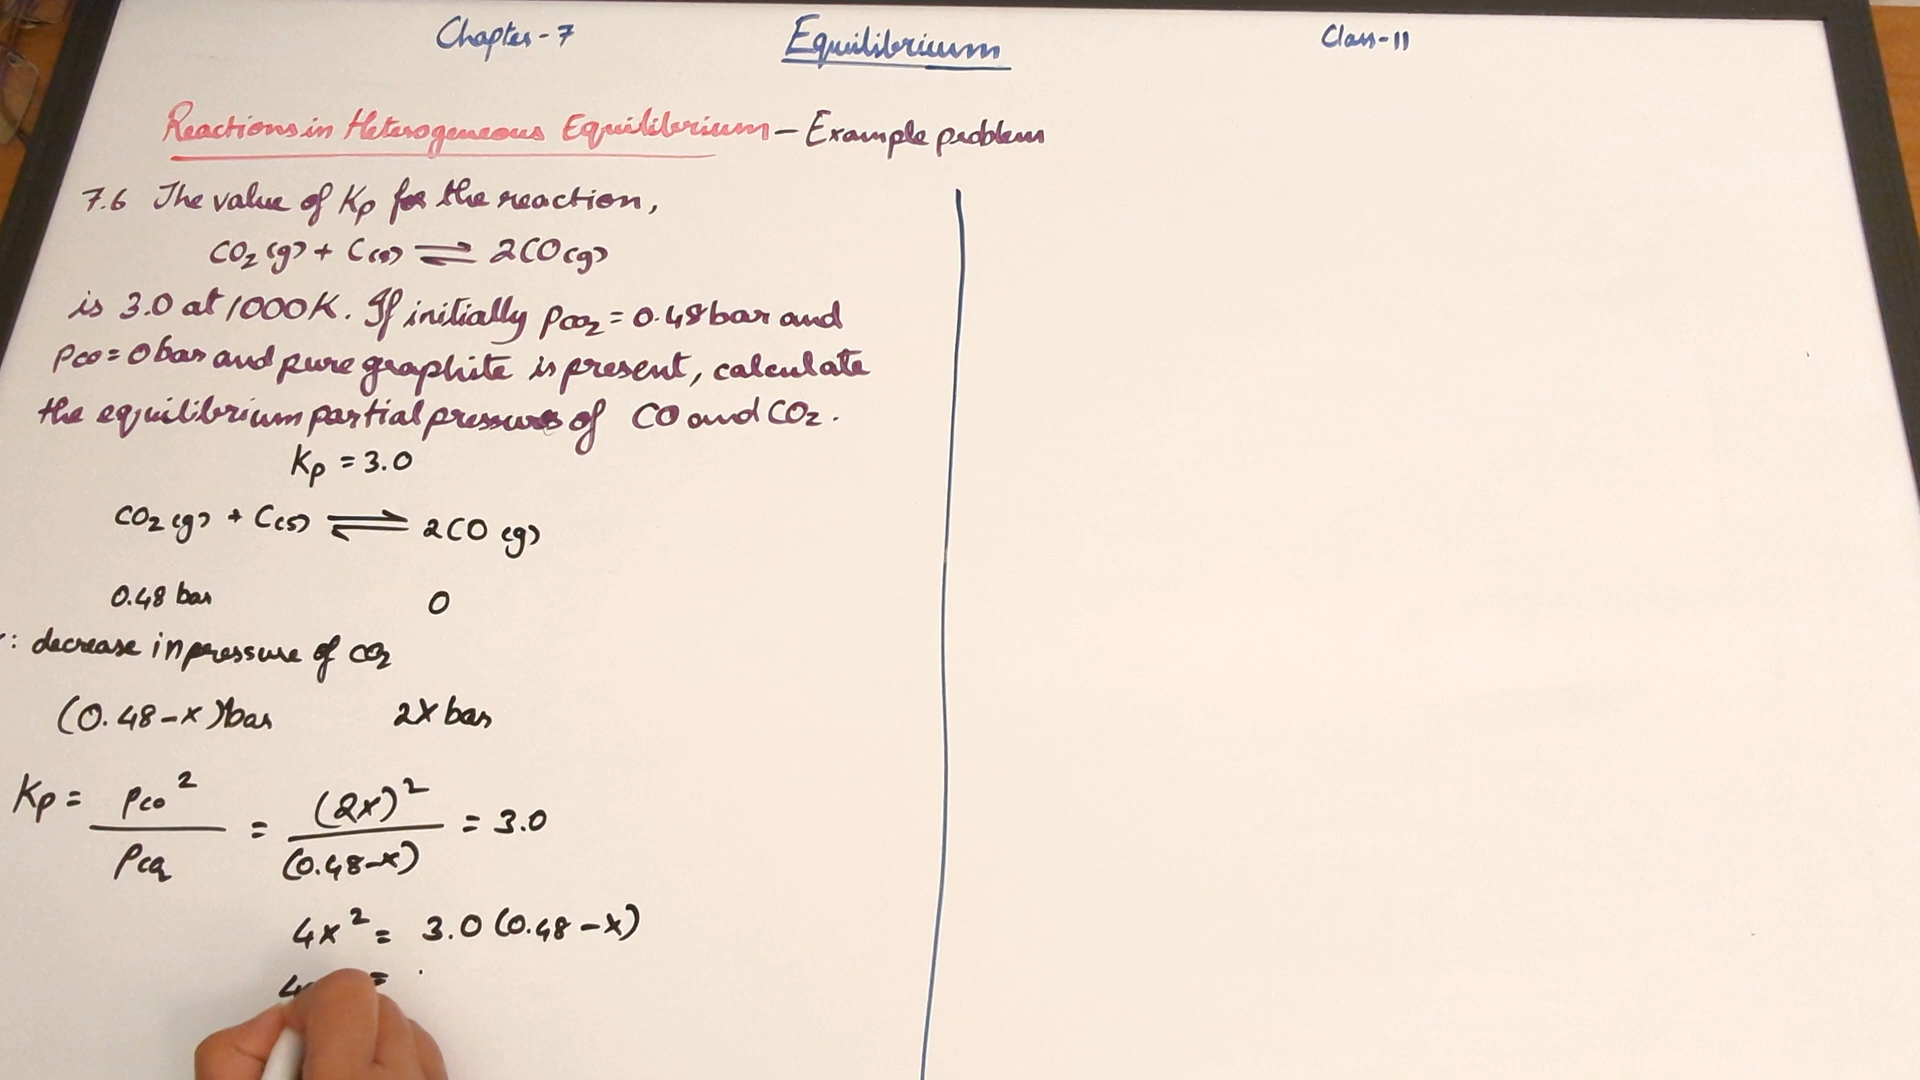 Chapter-7 Equilibrium Class-11
Reactions in Heterogeneous Equilibrium - Example problem
7.6 The value of Kp for the reaction,
CO₂(g) + C(s) ⇌ 2CO(g)
is 3.0 at 1000K. If initially pCO₂ = 0.48 bar and
pCO = 0 bar and pure graphite is present, calculate
the equilibrium partial pressures of CO and CO₂.
Kp = 3.0
CO₂(g) + C(s) ⇌ 2CO(g)
0.48 bar 0
: decrease in pressure of CO₂
(0.48-x)bar 2x bar
Kp = pCO² / pCO₂ = (2x)² / (0.48-x) = 3.0
4x² = 3.0(0.48-x)
4 =